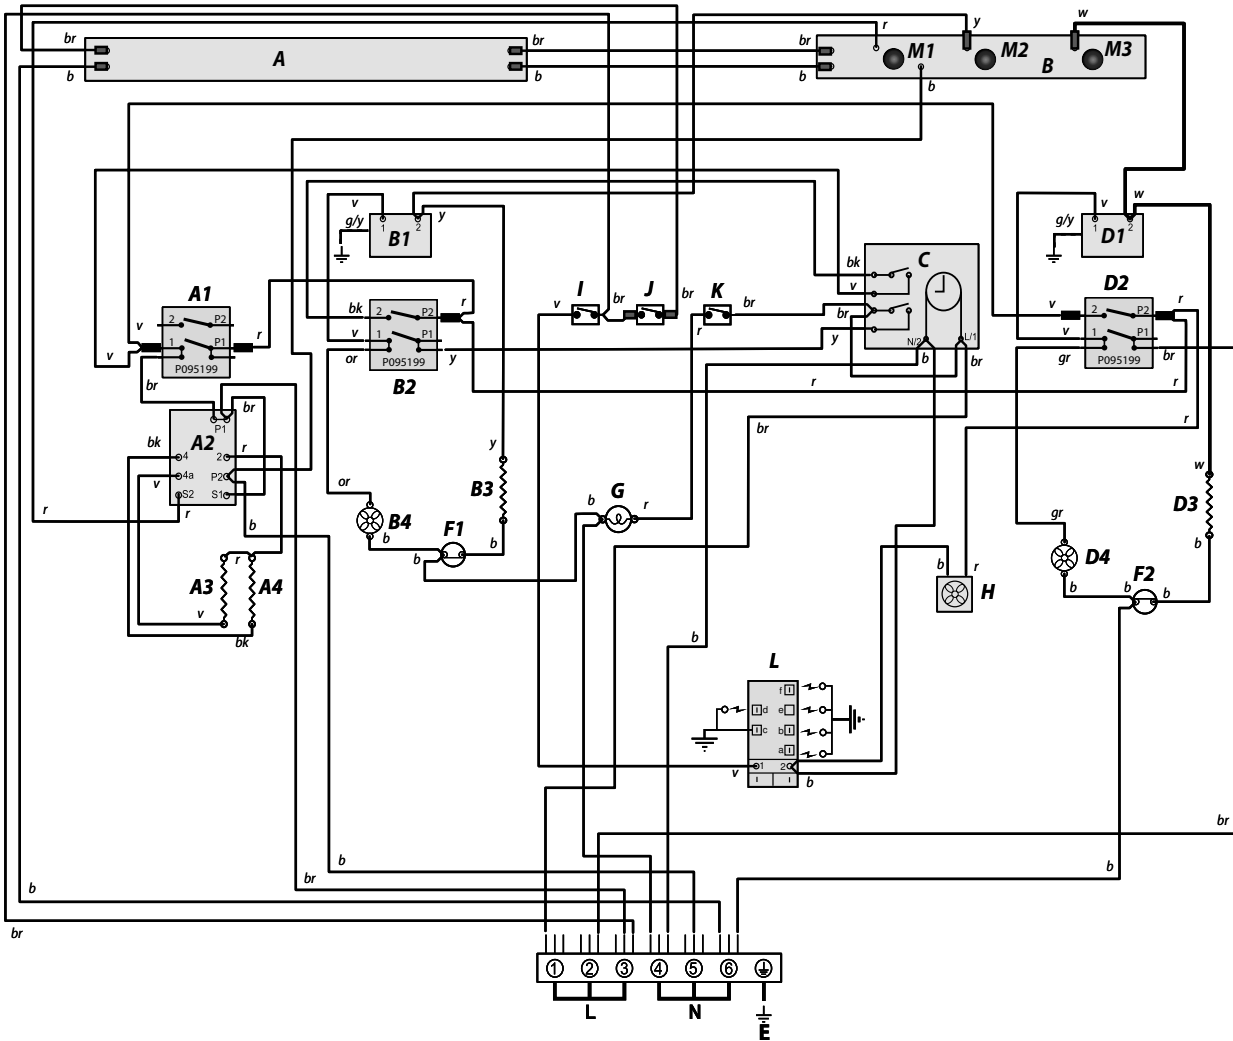 w
r
y
br
A
br
br
M1
M2
M3
b
b
b
B
b
v
y
v
w
g/y
1
2
B1
g/y
1
2
D1
bk
C
v
br
N/2
L/1
b
br
A1
v
2
P2
1
P1
r
v
P095199
br
bk
2
P2
r
v
1
P1
or
y
P095199
B2
v
I
br
J
br
K
br
r
y
D2
v
2
P2
r
v
1
P1
gr
br
P095199
r
r
br
r
br
P1
A2
bk
4
2
r
v
4a
P2
S2
S1
r
r
b
y
B3
or
B4
b
F1
b
b
b
G
r
w
D3
gr
b
D4
F2
b
b
b
r
A3
A4
v
bk
b
r
H
b
L
f
d
e
c
b
a
v
1
2
b
br
b
b
br
b
br
1
2
3
4
5
6
L
N
E